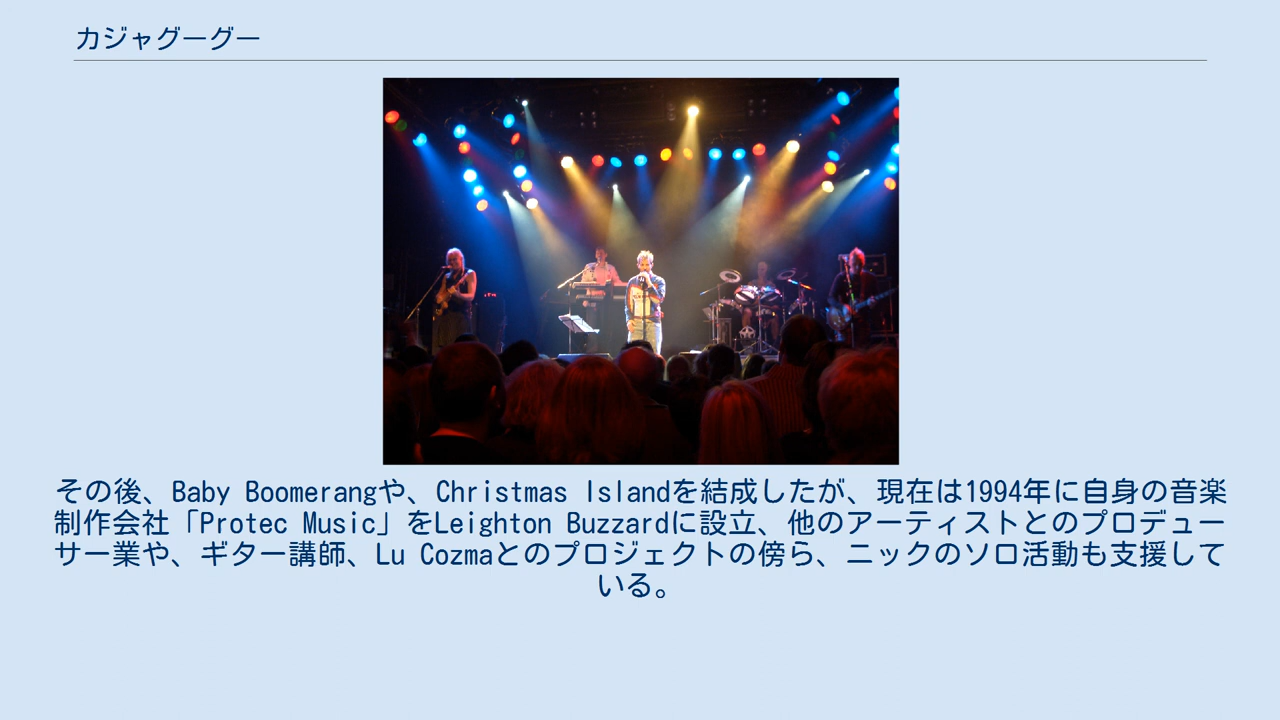 カジャグーグー
その後、Baby Boomerangや、Christmas Islandを結成したが、現在は1994年に自身の音楽
制作会社「Protec Music」をLeighton Buzzardに設立、他のアーティストとのプロデュー
サー業や、ギター講師、Lu Cozmaとのプロジェクトの傍ら、ニックのソロ活動も支援して
いる。